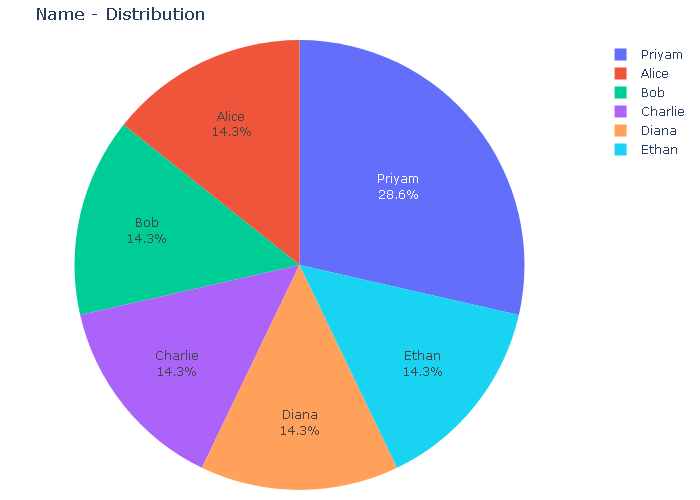 Name - Distribution
Priyam
Alice
Bob
Charlie
Diana
Ethan
Alice
14.3%
Priyam
28.6%
Bob
14.3%
Charlie
14.3%
Ethan
14.3%
Diana
14.3%